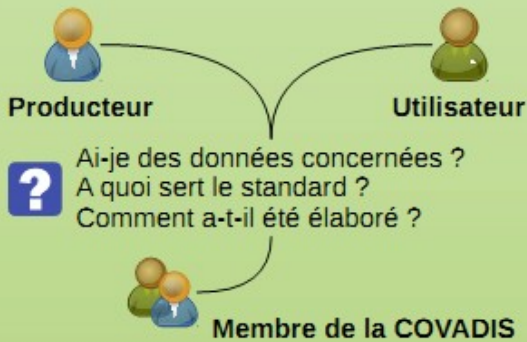 Producteur
Utilisateur
?
Ai-je des données concernées ?
A quoi sert le standard ?
Comment a-t-il été élaboré ?
Membre de la COVADIS